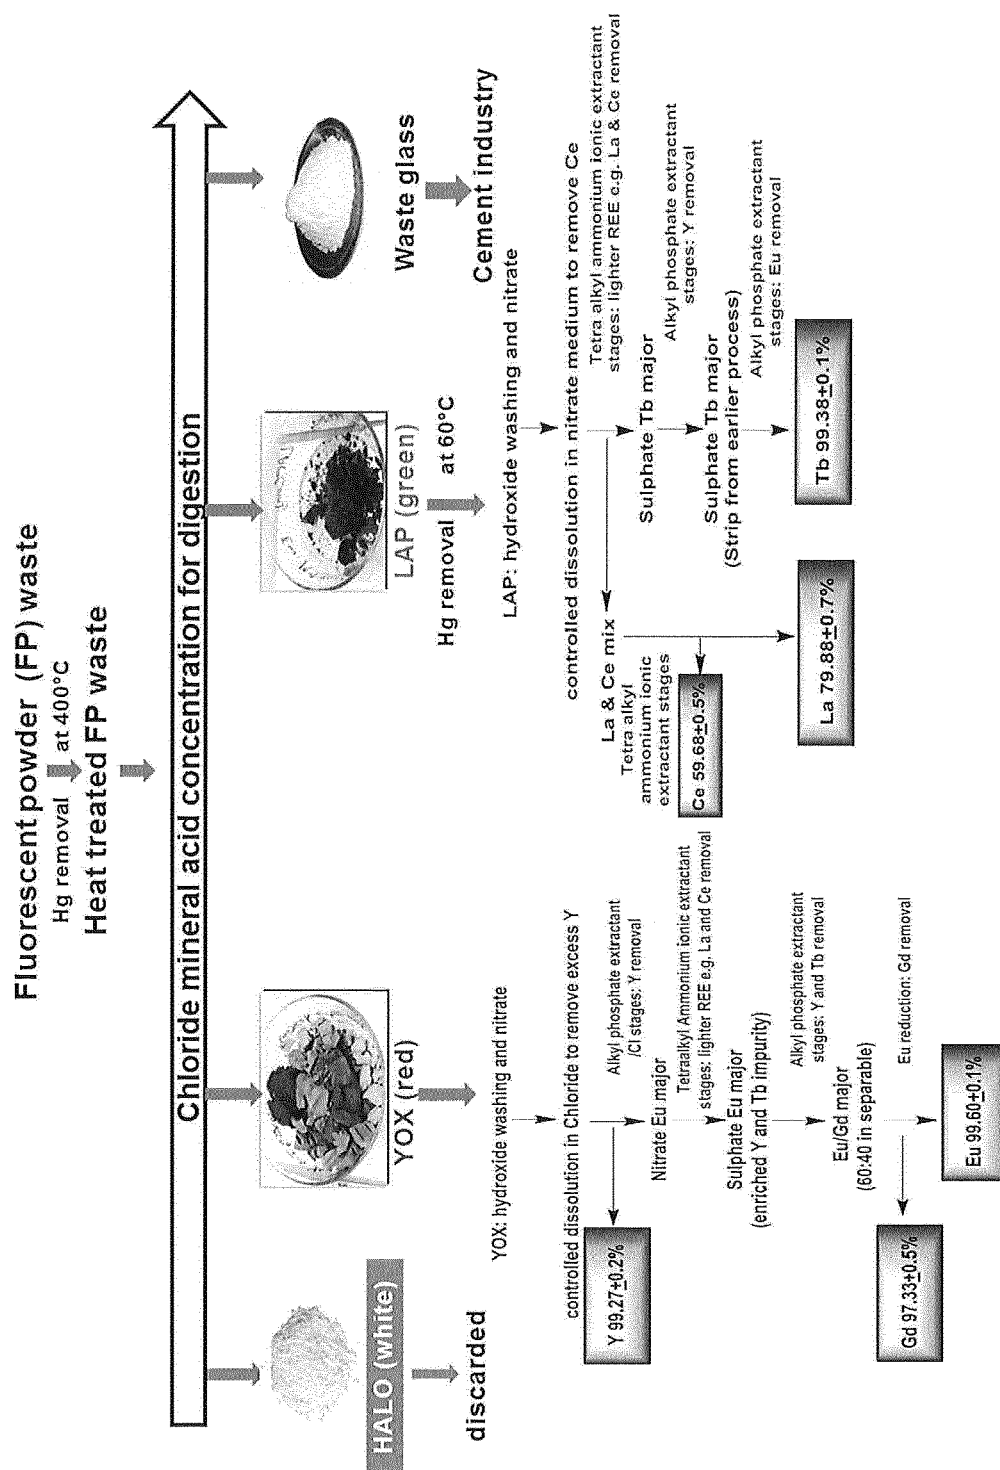 Fluorescent powder (FP) waste
Hg removal at 400°C
Heat treated FP waste
Chloride mineral acid concentration for digestion
HALO (white)
discarded
YOX (red)
YOX: hydroxide washing and nitrate
controlled dissolution in Chloride to remove excess Y
Alkyl phosphate extractant
/Cl stages: Y removal
Y 99.27±0.2%
Nitrate Eu major
Tetraalkyl Ammonium ionic extractant
stages: lighter REE e.g. La and Ce removal
Sulphate Eu major
(enriched Y and Tb impurity)
Alkyl phosphate extractant
stages: Y and Tb removal
Eu/Gd major
(60:40 in separable)
Eu reduction: Gd removal
Gd 97.33±0.5%
Eu 99.60±0.1%
LAP (green)
Hg removal at 60°C
LAP: hydroxide washing and nitrate
controlled dissolution in nitrate medium to remove Ce
Tetra alkyl ammonium ionic extractant
stages: lighter REE e.g. La & Ce removal
La & Ce mix
Tetra alkyl
ammonium ionic
extractant stages
Ce 59.68±0.5%
La 79.88±0.7%
Sulphate Tb major
Alkyl phosphate extractant
stages: Y removal
Sulphate Tb major
(Strip from earlier process)
Alkyl phosphate extractant
stages: Eu removal
Tb 99.38±0.1%
Waste glass
Cement industry